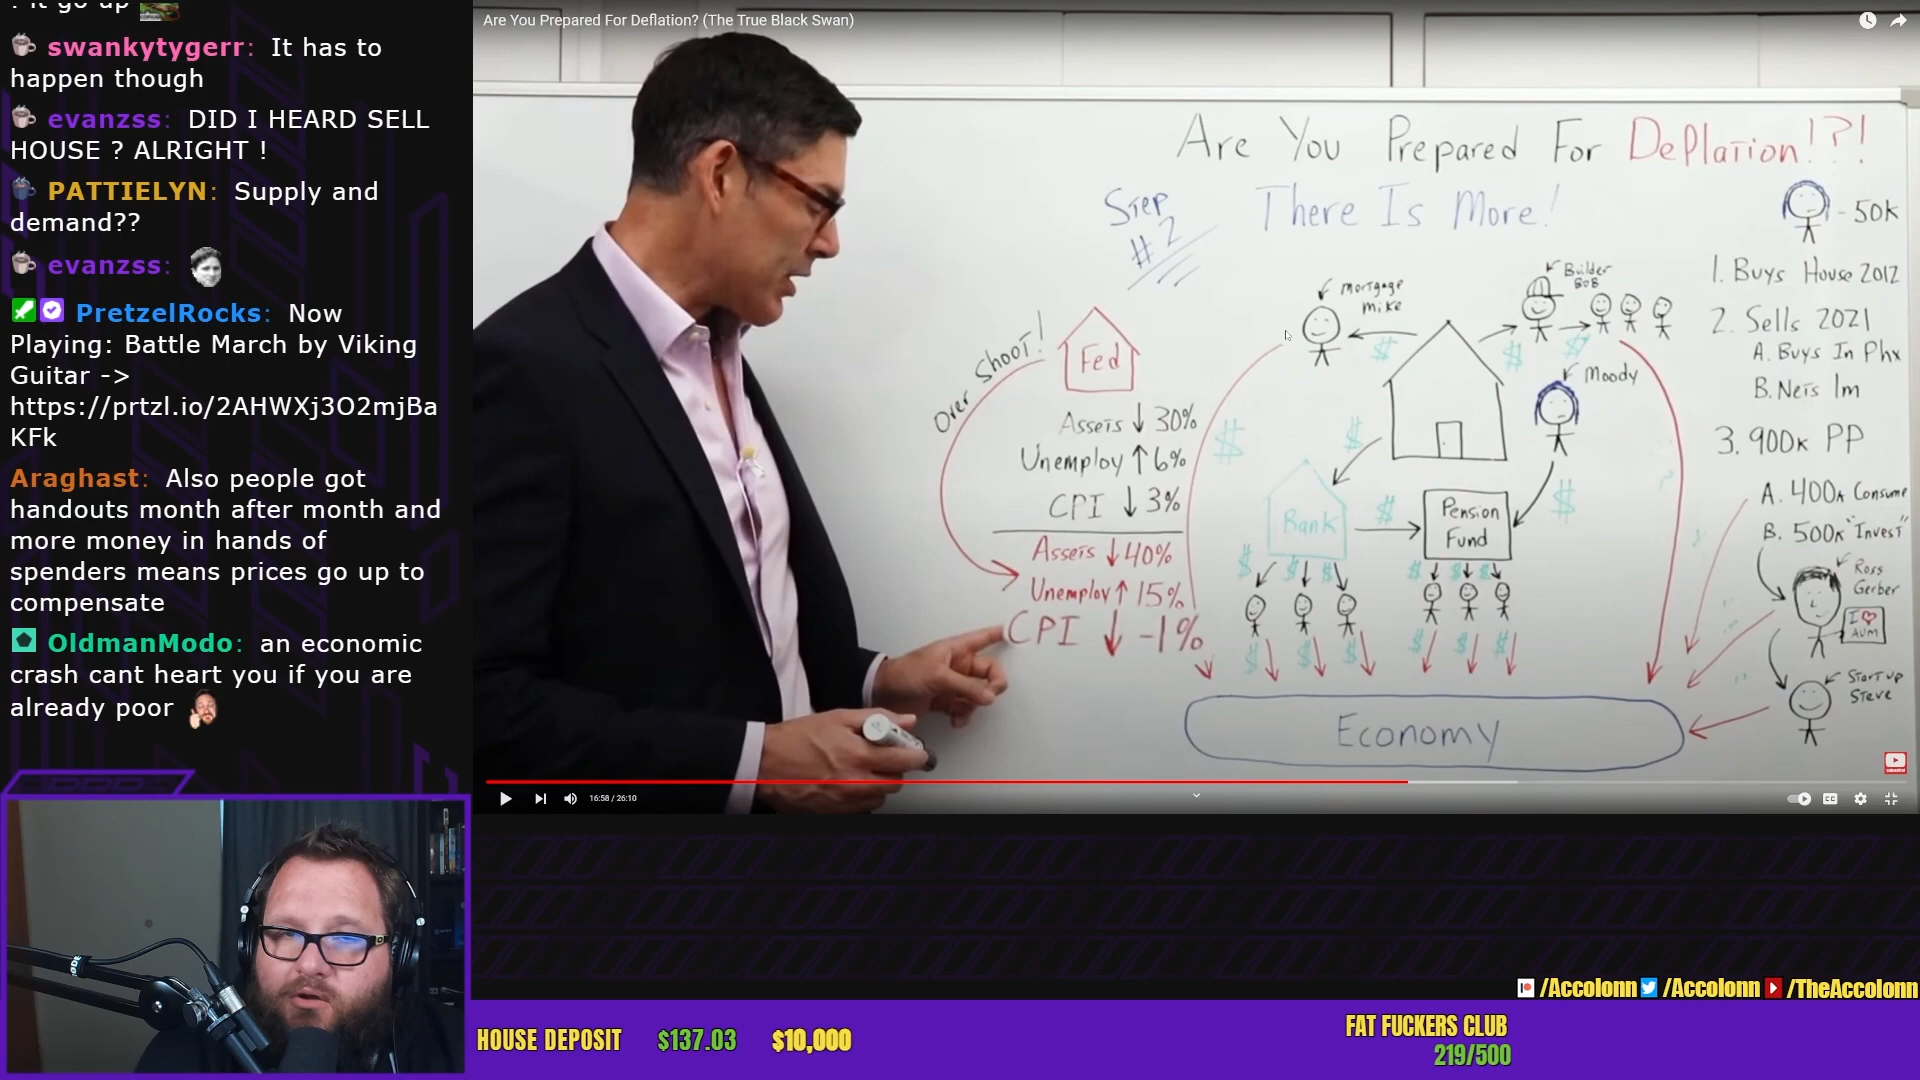 : it go up
swankytygerr: It has to
happen though
evanzss: DID I HEARD SELL
HOUSE ? ALRIGHT !
PATTIELYN: Supply and
demand??
evanzss:
PretzelRocks: Now
Playing: Battle March by Viking
Guitar ->
https://prtzl.io/2AHWXj3O2mjBa
KFk
Araghast: Also people got
handouts month after month and
more money in hands of
spenders means prices go up to
compensate
OldmanModo: an economic
crash cant heart you if you are
already poor
Are You Prepared For Deflation? (The True Black Swan)
Are You Prepared For Deflation!?!
Step
#2
There Is More!
- 50K
1. Buys House 2012
2. Sells 2021
A. Buys In Phx
B. Nets 1m
3. 900k PP
A. 400k Consume
B. 500k "Invest"
Ross
Gerber
I ♡
AUM
Startup
Steve
Over Shoot!
Fed
Assets ↓ 30%
Unemploy ↑ 6%
CPI ↓ 3%
Assets ↓ 40%
Unemploy ↑ 15%
CPI ↓ -1%
Mortgage
Mike
Builder
BOB
Moody
$ $ $
$ $ $
Bank
$
Pension
Fund
$ $ $ $ $ $
$ $ $ $ $ $
Economy
16:58 / 26:10
CC
/Accolonn /Accolonn /TheAccolonn
HOUSE DEPOSIT $137.03 $10,000
FAT FUCKERS CLUB
219/500